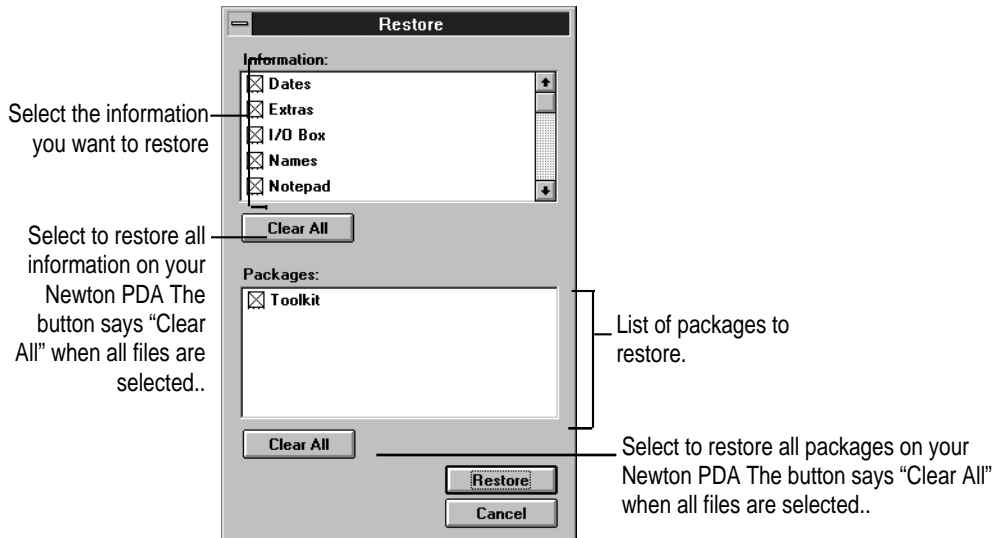 Restore
Information:
Dates
Extras
I/O Box
Names
Notepad
Clear All
Packages:
Toolkit
Clear All
Restore
Cancel
Select the information
you want to restore
Select to restore all
information on your
Newton PDA The
button says “Clear
All” when all files are
selected..
List of packages to
restore.
Select to restore all packages on your
Newton PDA The button says “Clear All”
when all files are selected..